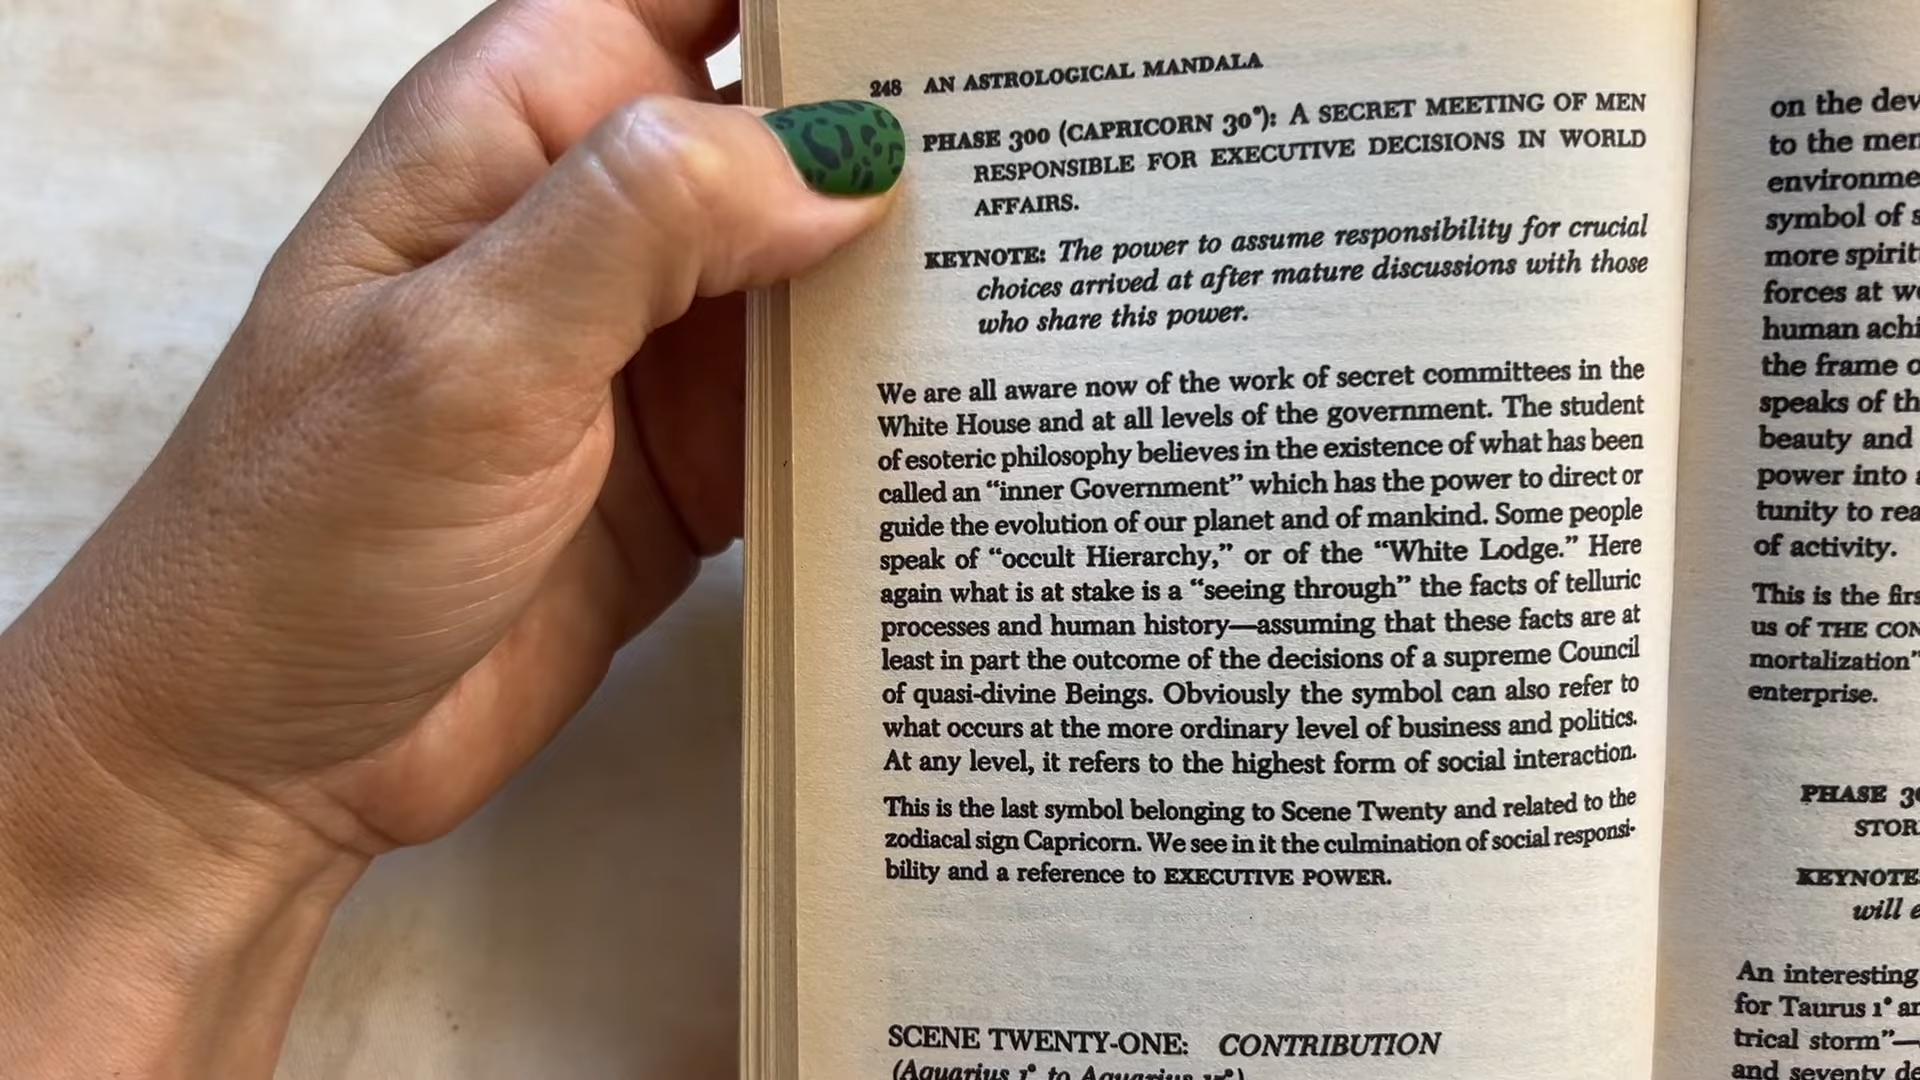 248 AN ASTROLOGICAL MANDALA
PHASE 300 (CAPRICORN 30°): A SECRET MEETING OF MEN
RESPONSIBLE FOR EXECUTIVE DECISIONS IN WORLD
AFFAIRS.
KEYNOTE: The power to assume responsibility for crucial
choices arrived at after mature discussions with those
who share this power.
We are all aware now of the work of secret committees in the
White House and at all levels of the government. The student
of esoteric philosophy believes in the existence of what has been
called an “inner Government” which has the power to direct or
guide the evolution of our planet and of mankind. Some people
speak of “occult Hierarchy,” or of the “White Lodge.” Here
again what is at stake is a “seeing through” the facts of telluric
processes and human history—assuming that these facts are at
least in part the outcome of the decisions of a supreme Council
of quasi-divine Beings. Obviously the symbol can also refer to
what occurs at the more ordinary level of business and politics.
At any level, it refers to the highest form of social interaction.
This is the last symbol belonging to Scene Twenty and related to the
zodiacal sign Capricorn. We see in it the culmination of social responsi-
bility and a reference to EXECUTIVE POWER.
SCENE TWENTY-ONE: CONTRIBUTION
(Aquarius 1° to Aquarius 15°)
on the
to the
symbol of
more
forces at
human
the frame
speaks of
beauty and
power into
of activity.
This is the
us of THE
mortalization”
enterprise.
PHASE
KEYNOTE
will
An interesting
for Taurus 1°
trical storm”—
and seventy